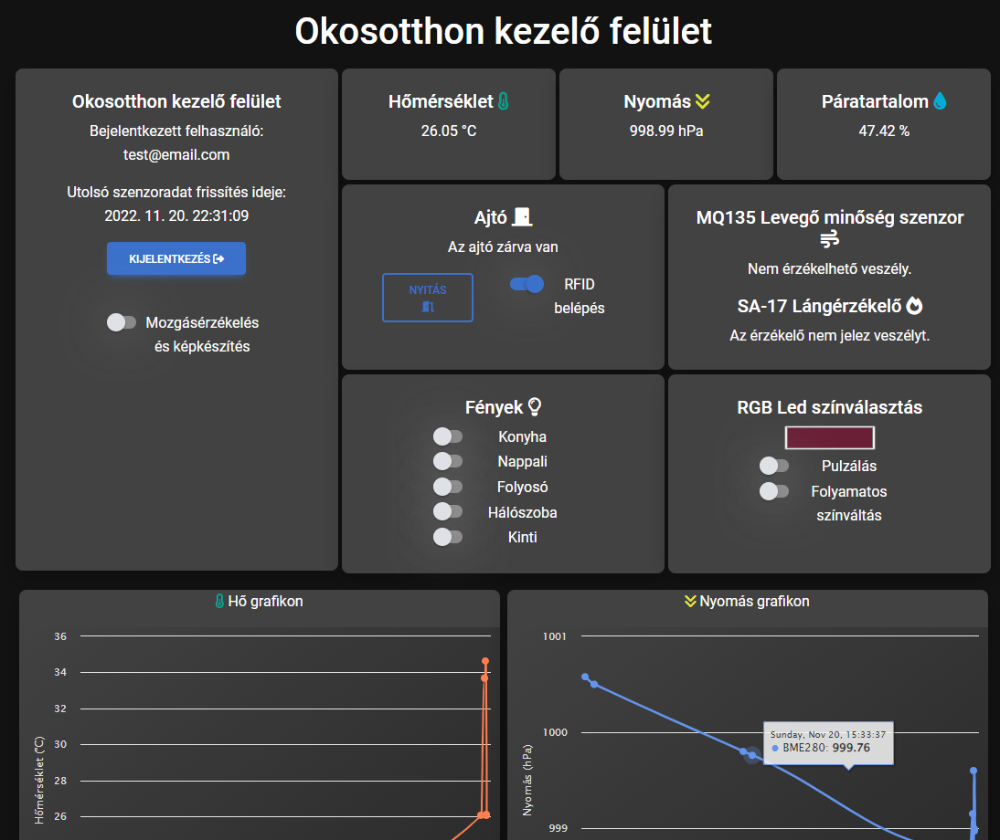 Okosotthon kezelő felület
Okosotthon kezelő felület
Bejelentkezett felhasználó:
test@email.com
Utolsó szenzoradat frissítés ideje:
2022. 11. 20. 22:31:09
KIJELENTKEZÉS
Mozgásérzékelés
és képkészítés
Hőmérséklet
26.05 °C
Nyomás
998.99 hPa
Páratartalom
47.42 %
Ajtó
Az ajtó zárva van
NYITÁS
RFID
belépés
MQ135 Levegő minőség szenzor
Nem érzékelhető veszély.
SA-17 Lángérzékelő
Az érzékelő nem jelez veszélyt.
Fények
Konyha
Nappali
Folyosó
Hálószoba
Kinti
RGB Led színválasztás
Pulzálás
Folyamatos
színváltás
Hő grafikon
36
34
32
30
28
26
Hőmérséklet (°C)
Nyomás grafikon
1001
1000
999
Nyomás (hPa)
Sunday, Nov 20, 15:33:37
BME280: 999.76